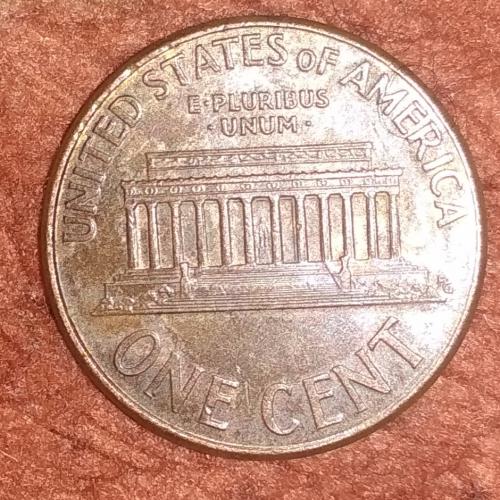 UNITED STATES OF AMERICA
E·PLURIBUS
·UNUM·
ONE CENT